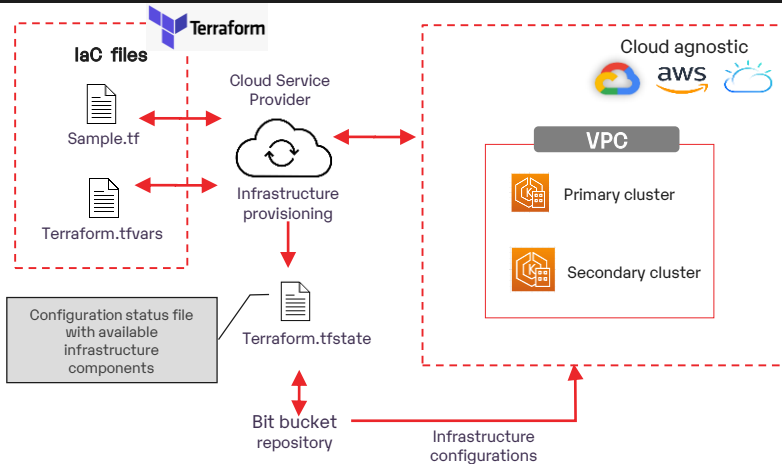 Terraform
IaC files
Sample.tf
Terraform.tfvars
Cloud Service
Provider
Infrastructure
provisioning
Cloud agnostic
aws
VPC
Primary cluster
Secondary cluster
Configuration status file
with available
infrastructure
components
Terraform.tfstate
Bit bucket
repository
Infrastructure
configurations